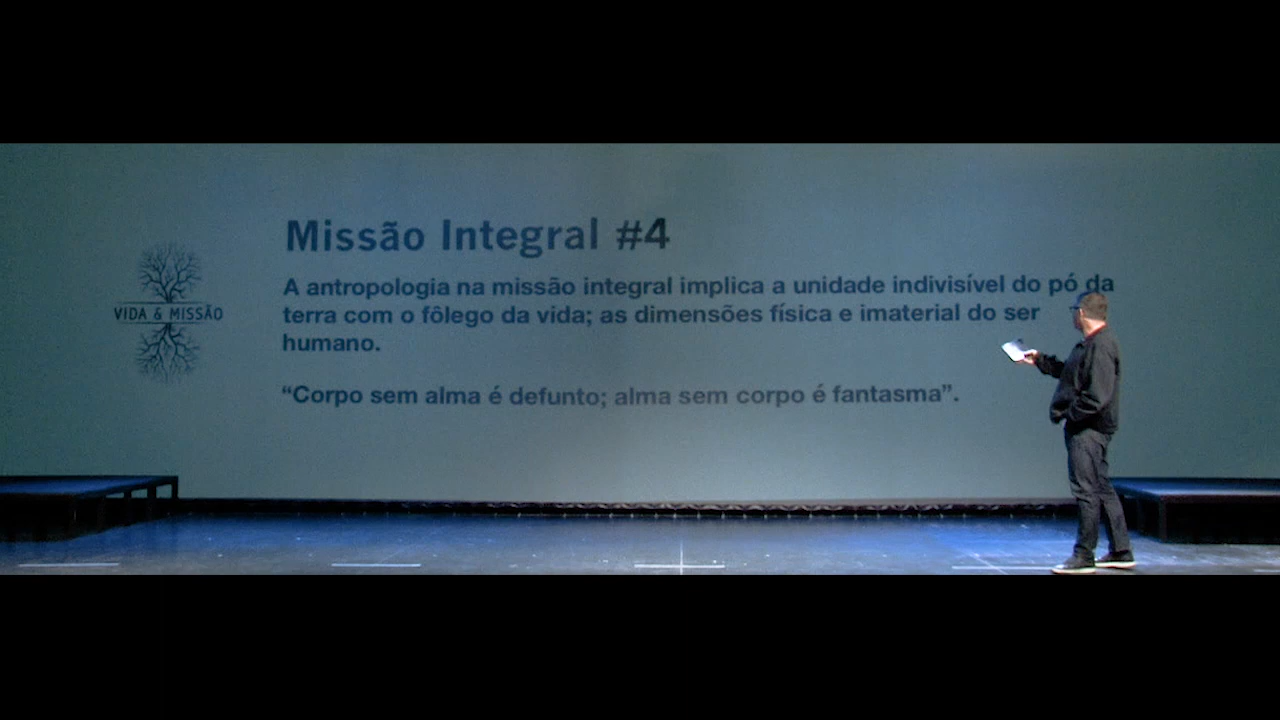 Missão Integral #4
A antropologia na missão integral implica a unidade indivisível do pó da
terra com o fôlego da vida; as dimensões física e imaterial do ser
humano.
VIDA & MISSÃO
“Corpo sem alma é defunto; alma sem corpo é fantasma”.